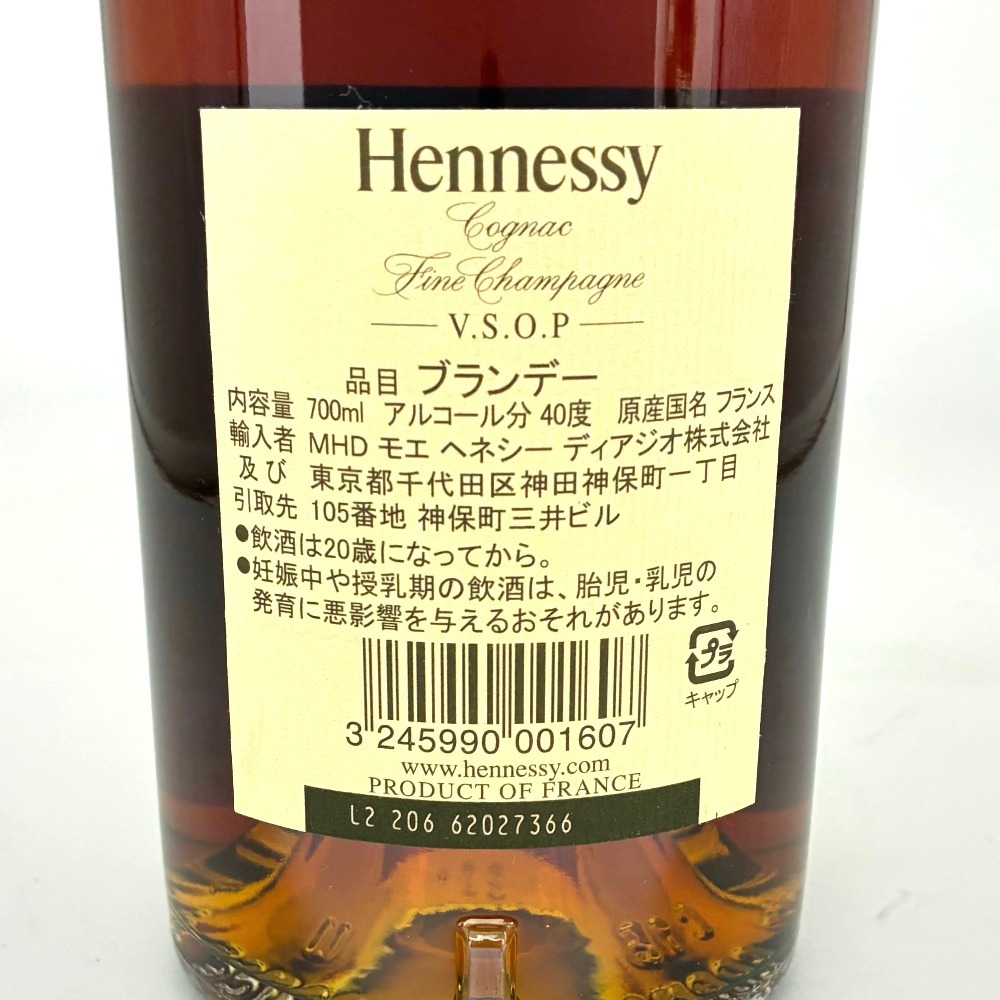 Hennessy
Cognac
Fine Champagne
V.S.O.P
品目 ブランデー
内容量 700ml アルコール分 40度 原産国名 フランス
輸入者 MHD モエ ヘネシー ディアジオ株式会社
及び 東京都千代田区神田神保町一丁目
引取先 105番地 神保町三井ビル
●飲酒は20歳になってから。
●妊娠中や授乳期の飲酒は、胎児・乳児の
発育に悪影響を与えるおそれがあります。
プラ
キャップ
3 245990 001607
www.hennessy.com
PRODUCT OF FRANCE
L2 206 62027366